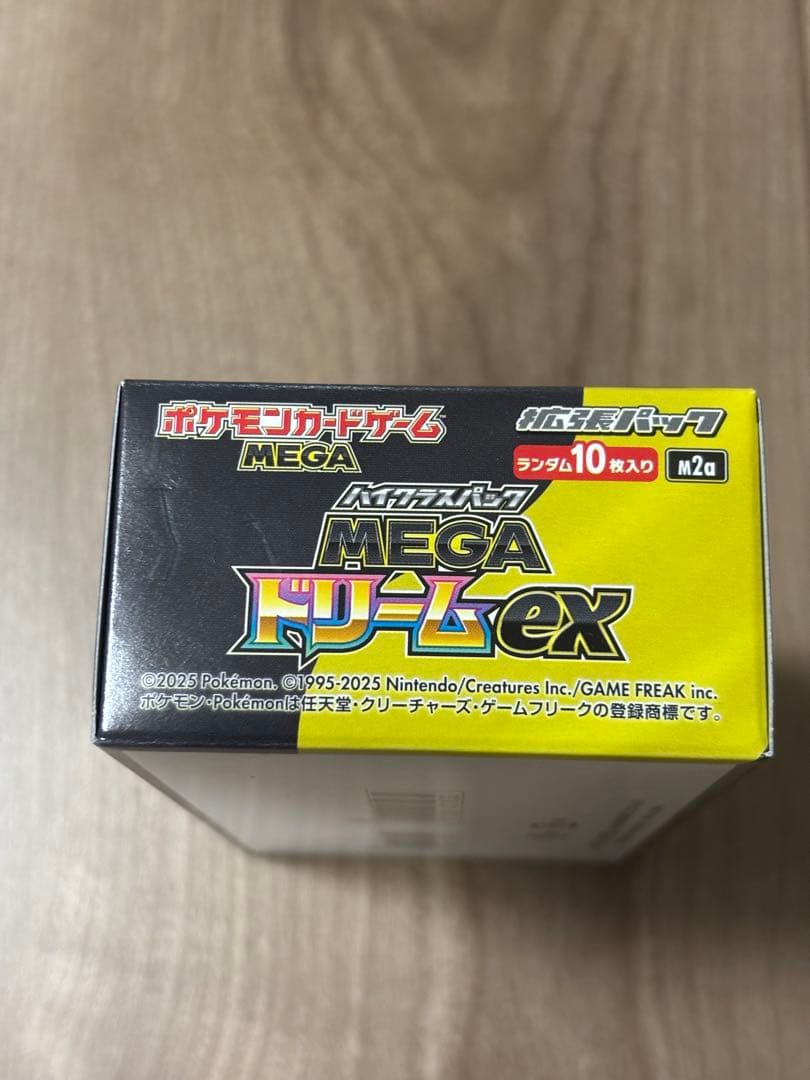 ポケモンカードゲーム
MEGA
拡張パック
ランダム10枚入り
M2a
ハイクラスパック
MEGA
ドリームex
©2025 Pokémon. ©1995-2025 Nintendo/Creatures Inc./GAME FREAK inc.
ポケモン・Pokémonは任天堂・クリーチャーズ・ゲームフリークの登録商標です。